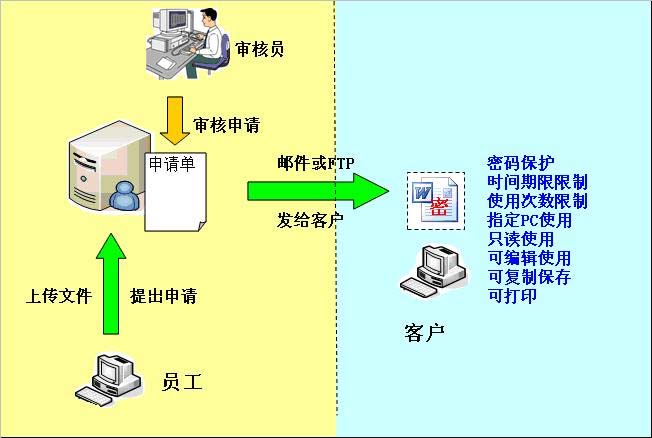 审核员
审核申请
申请单
邮件或FTP
发给客户
上传文件
提出申请
员工
W
密
密码保护
时间期限限制
使用次数限制
指定PC使用
只读使用
可编辑使用
可复制保存
可打印
客户